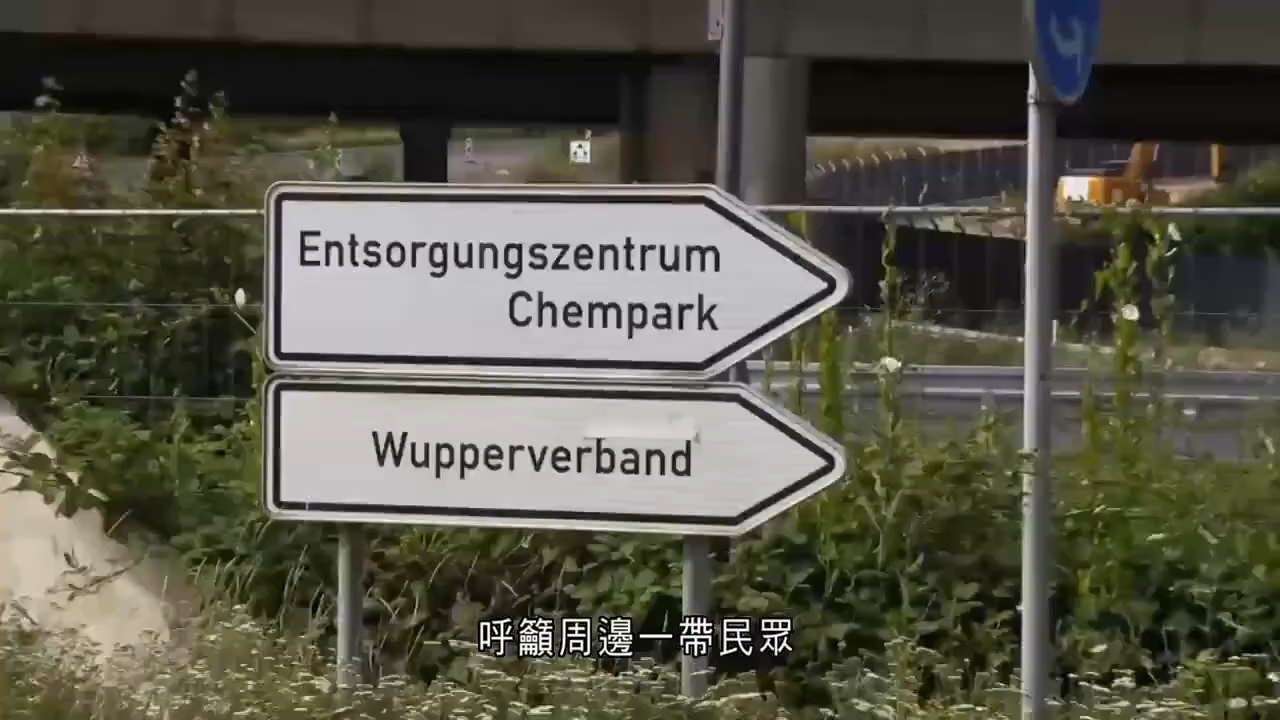 Entsorgungszentrum
Chempark
Wupperverband
呼籲周邊一帶民眾